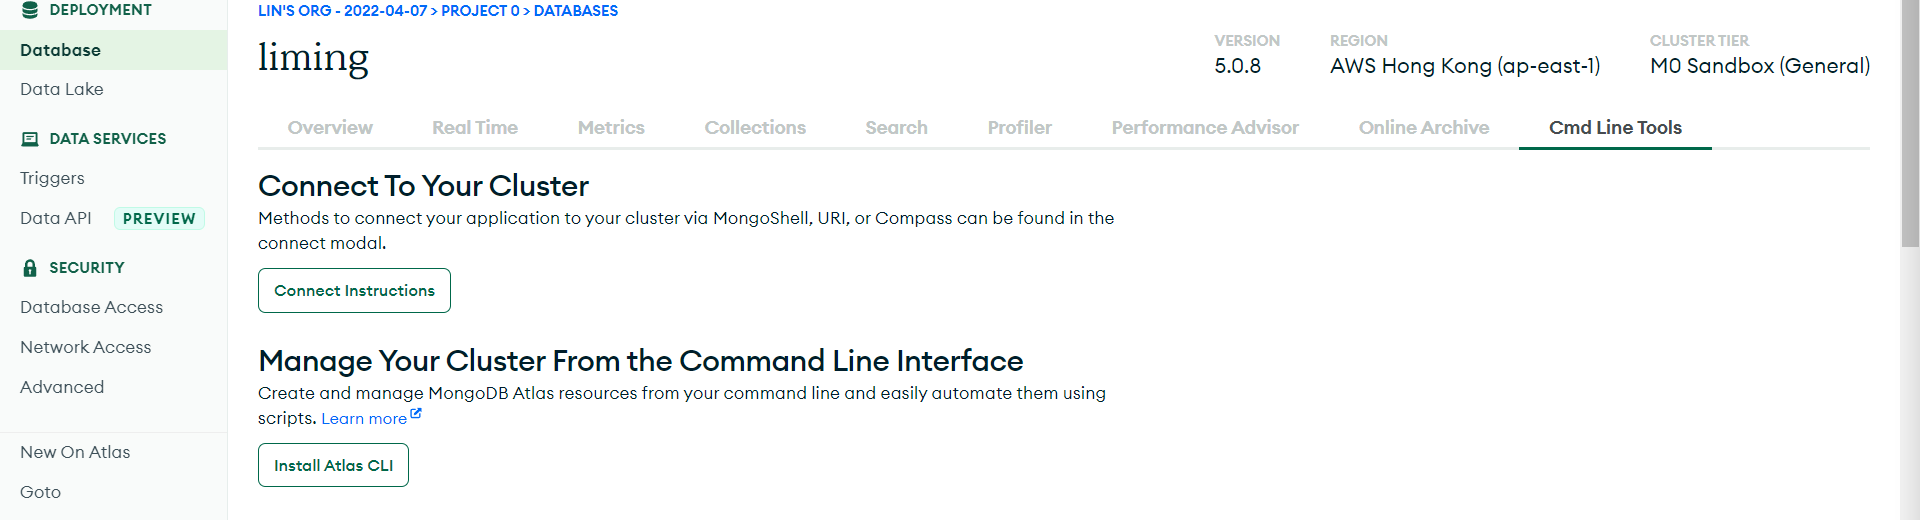 DEPLOYMENT
Database
Data Lake
DATA SERVICES
Triggers
Data API PREVIEW
SECURITY
Database Access
Network Access
Advanced
New On Atlas
Goto
LIN'S ORG - 2022-04-07 > PROJECT 0 > DATABASES
liming
VERSION
5.0.8
REGION
AWS Hong Kong (ap-east-1)
CLUSTER TIER
M0 Sandbox (General)
Overview Real Time Metrics Collections Search Profiler Performance Advisor Online Archive Cmd Line Tools
Connect To Your Cluster
Methods to connect your application to your cluster via MongoShell, URI, or Compass can be found in the
connect modal.
Connect Instructions
Manage Your Cluster From the Command Line Interface
Create and manage MongoDB Atlas resources from your command line and easily automate them using
scripts. Learn more
Install Atlas CLI